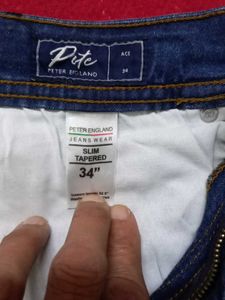 Pete
PETER ENGLAND
ACE
34
PETER ENGLAND
JEANS WEAR
SLIM
TAPERED
34"